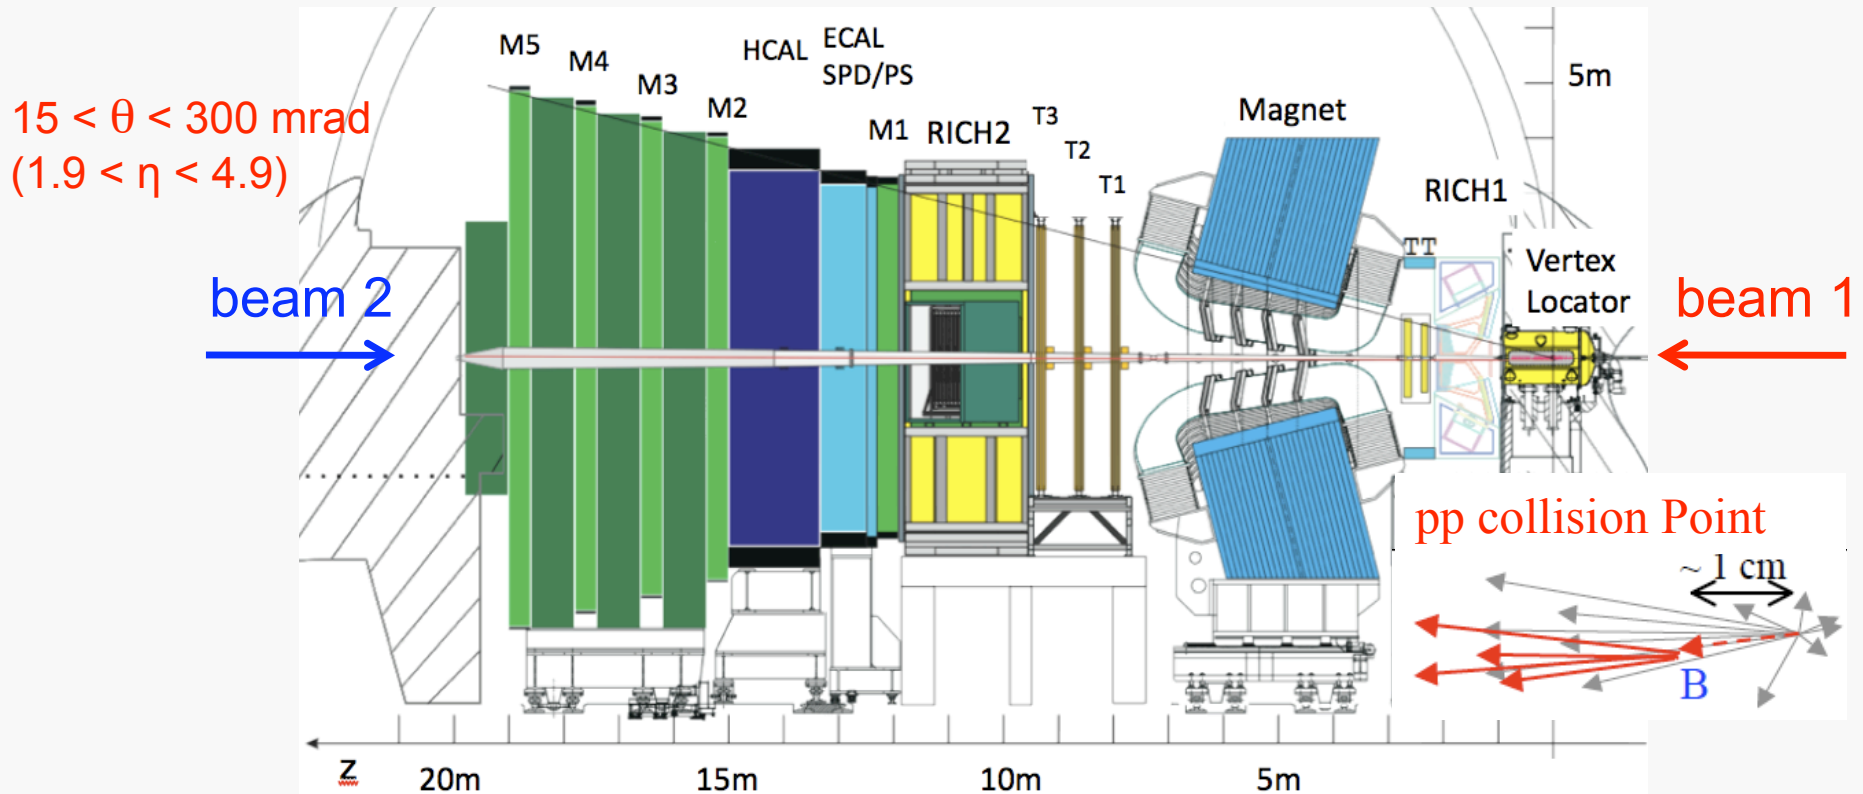 M5
M4
M3
M2
HCAL
ECAL
SPD/PS
M1
RICH2
T3
T2
T1
Magnet
RICH1
TT
5m
15 < θ < 300 mrad
(1.9 < η < 4.9)
Vertex
Locator
beam 2
beam 1
pp collision Point
~ 1 cm
B
z
20m
15m
10m
5m